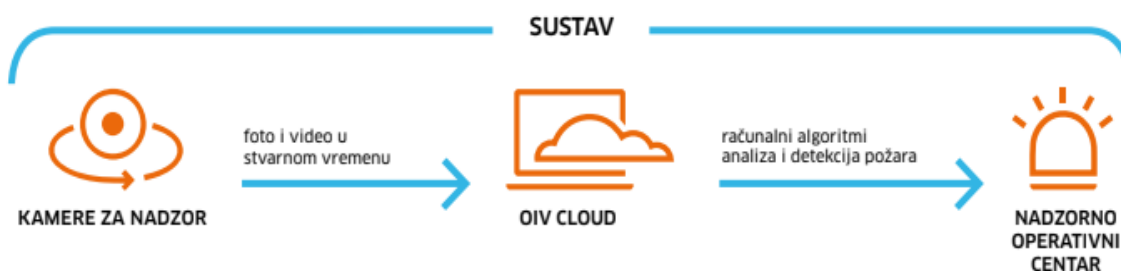 SUSTAV
foto i video u
stvarnom vremenu
računalni algoritmi
analiza i detekcija požara
KAMERE ZA NADZOR
OIV CLOUD
NADZORNO
OPERATIVNI
CENTAR